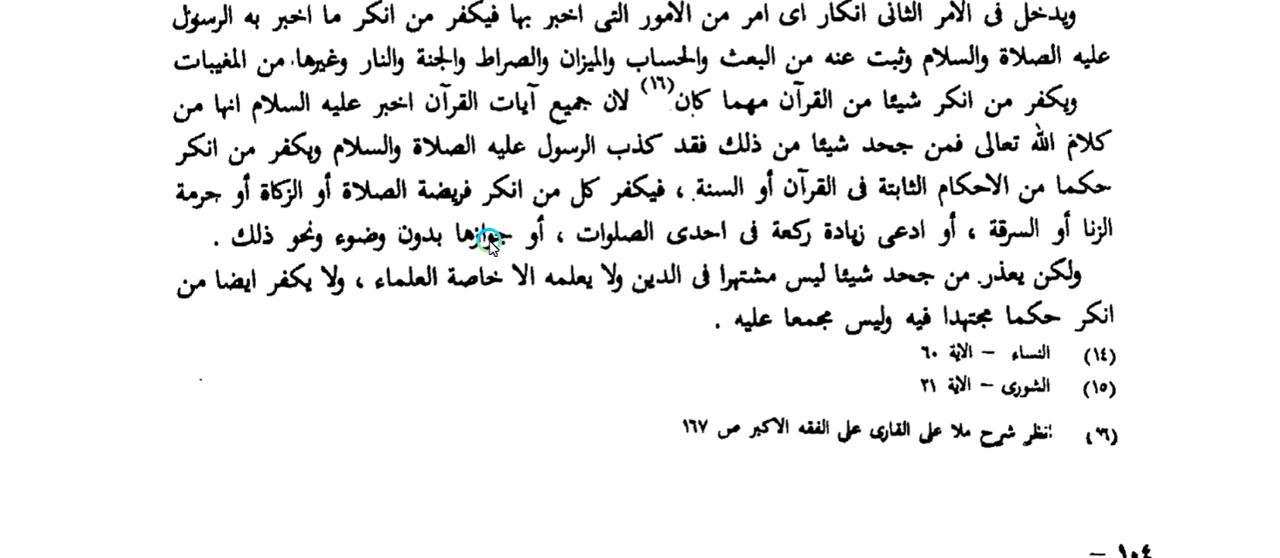 ويدخل فى الامر الثانى انكار اى امر من الامور التى اخبر بها فيكفر من انكر ما اخبر به الرسول
عليه الصلاة والسلام وثبت عنه من البعث والحساب والميزان والصراط والجنة والنار وغيرها من المغيبات
ويكفر من انكر شيئا من القرآن مهما كان (١٦) لان جميع آيات القرآن اخبر عليه السلام انها من
كلام الله تعالى فمن جحد شيئا من ذلك فقد كذب الرسول عليه الصلاة والسلام ويكفر من انكر
حكما من الاحكام الثابتة فى القرآن أو السنة ، فيكفر كل من انكر فريضة الصلاة أو الزكاة أو حرمة
الزنا أو السرقة ، أو ادعى زيادة ركعة فى احدى الصلوات ، أو جوازها بدون وضوء ونحو ذلك .
ولكن يعذر من جحد شيئا ليس مشتهرا فى الدين ولا يعلمه الا خاصة العلماء ، ولا يكفر ايضا من
انكر حكما مجتهدا فيه وليس مجمعا عليه .
(١٤) النساء – الاية ٦٠
(١٥) الشورى – الاية ٢١
(١٦) انظر شرح ملا على القارى على الفقه الاكبر ص ١٦٧
١٠٤ –